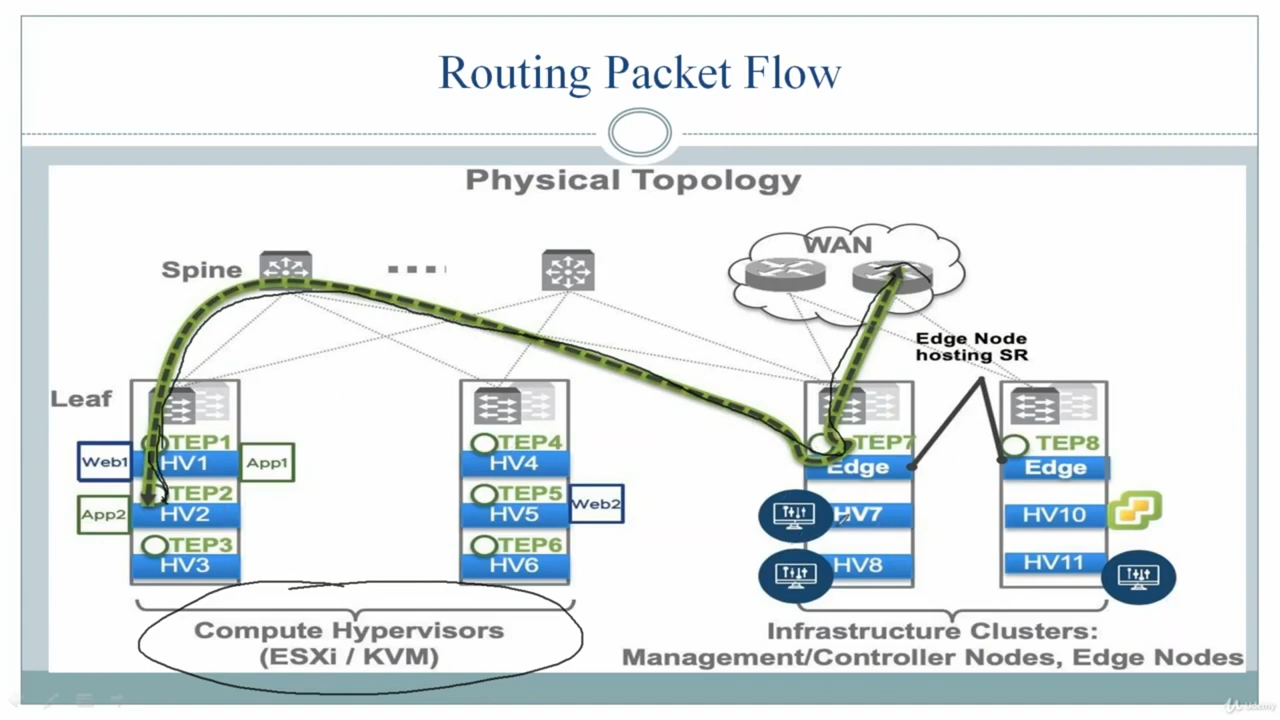 Routing Packet Flow
Physical Topology
Spine
WAN
Edge Node
hosting SR
Leaf
TEP1
Web1
HV1
App1
TEP2
App2
HV2
TEP3
HV3
TEP4
HV4
TEP5
HV5
Web2
TEP6
HV6
TEP7
Edge
HV7
HV8
TEP8
Edge
HV10
HV11
Compute Hypervisors
(ESXi / KVM)
Infrastructure Clusters:
Management/Controller Nodes, Edge Nodes
Udemy